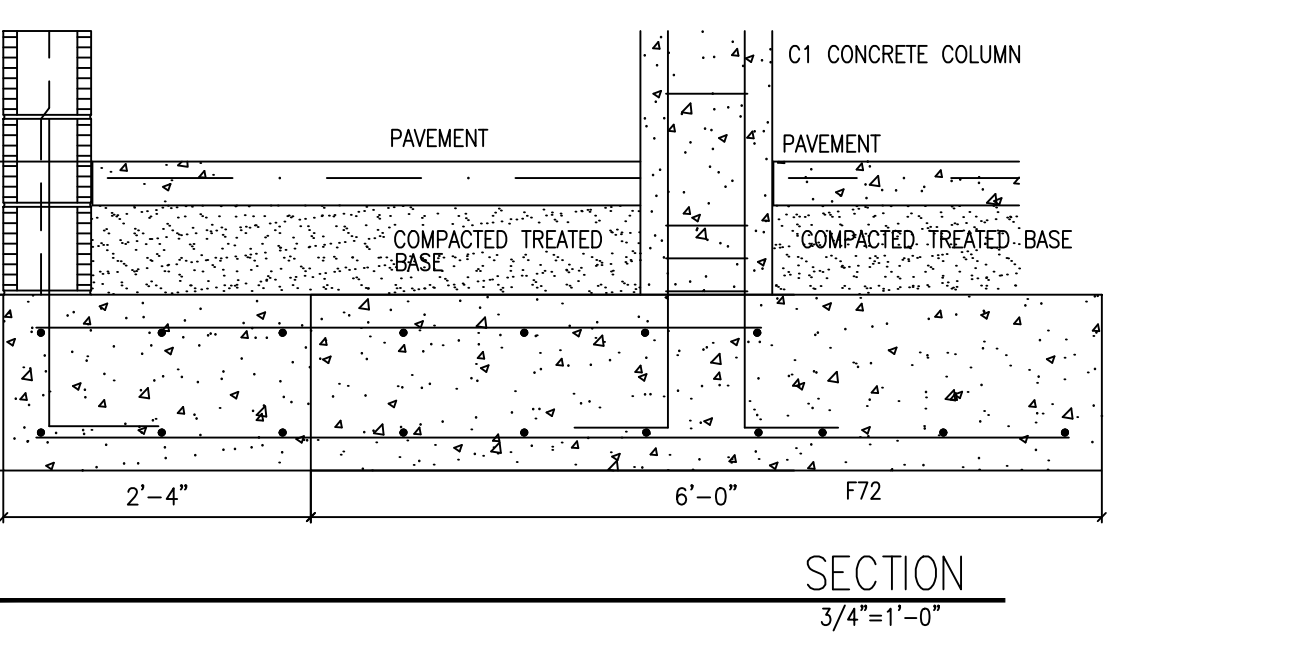 C1 CONCRETE COLUMN
PAVEMENT
PAVEMENT
COMPACTED TREATED
BASE
COMPACTED TREATED BASE
2'-4"
6'-0"
F72
SECTION
3/4"=1'-0"